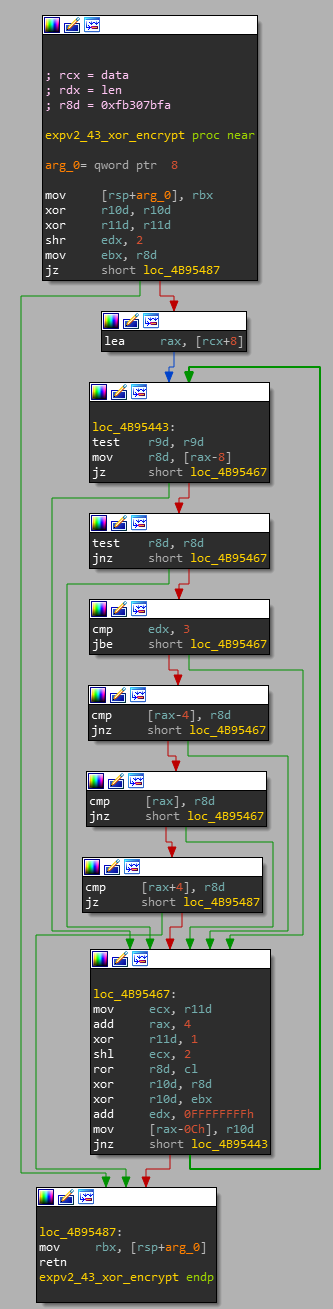 ; rcx = data
; rdx = len
; r8d = 0xfb307bfa
expv2_43_xor_encrypt proc near
arg_0= qword ptr  8
mov     [rsp+arg_0], rbx
xor     r10d, r10d
xor     r11d, r11d
shr     edx, 2
mov     ebx, r8d
jz      short loc_4B95487
lea     rax, [rcx+8]
loc_4B95443:
test    r9d, r9d
mov     r8d, [rax-8]
jz      short loc_4B95467
test    r8d, r8d
jnz     short loc_4B95467
cmp     edx, 3
jbe     short loc_4B95467
cmp     [rax-4], r8d
jnz     short loc_4B95467
cmp     [rax], r8d
jnz     short loc_4B95467
cmp     [rax+4], r8d
jz      short loc_4B95487
loc_4B95467:
mov     ecx, r11d
add     rax, 4
xor     r11d, 1
shl     ecx, 2
ror     r8d, cl
xor     r10d, r8d
xor     r10d, ebx
add     edx, 0FFFFFFFFh
mov     [rax-0Ch], r10d
jnz     short loc_4B95443
loc_4B95487:
mov     rbx, [rsp+arg_0]
retn
expv2_43_xor_encrypt endp